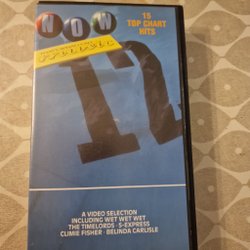 NOW
15
TOP CHART
HITS
12
A VIDEO SELECTION
INCLUDING WET WET WET
THE TIMELORDS · S-EXPRESS
CLIMIE FISHER · BELINDA CARLISLE